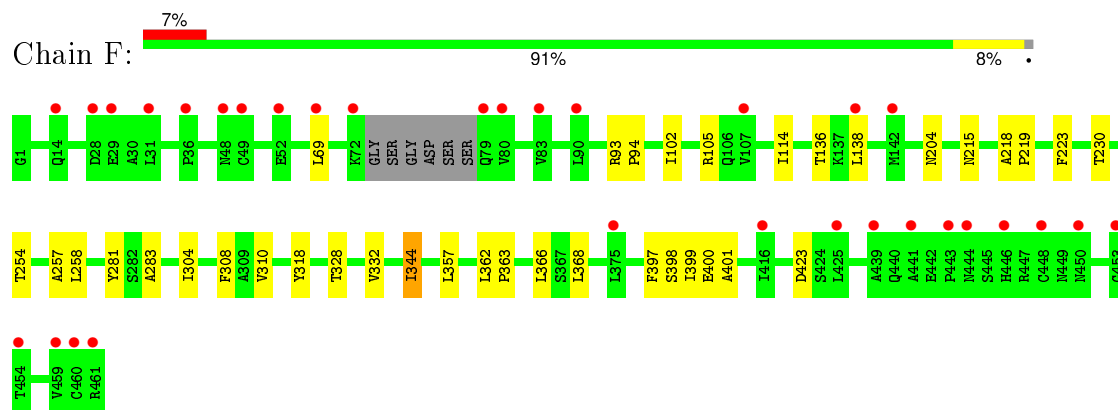 7%
Chain F:
91% 8% •
G1 Q14 D28 E29 A30 L31 P36 N48 C49 E52 L69 K72 GLY SER GLY ASP SER SER Q79 V80 V83 L90 R93 P94 I102 R105 Q106 V107 I114 T136 K137 L138 M142 N204 N215 A218 P219 F223 T230
T254 A257 L258 Y281 S282 A283 I304 F308 A309 V310 Y318 T328 V332 I344 L357 L362 P363 L366 S367 L368 L375 F397 S398 I399 E400 A401 I416 D423 S424 L425 A439 Q440 A441 E442 P443 N444 S445 H446 R447 C448 N449 N450 C453
T454 V459 C460 R461